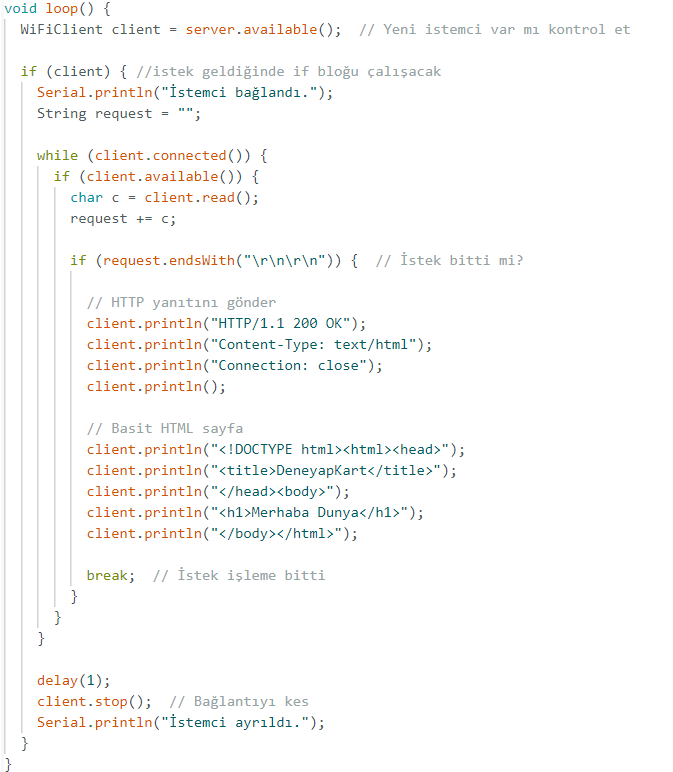 void loop() {
  WiFiClient client = server.available();  // Yeni istemci var mı kontrol et

  if (client) { //istek geldiğinde if bloğu çalışacak
    Serial.println("İstemci bağlandı.");
    String request = "";

    while (client.connected()) {
      if (client.available()) {
        char c = client.read();
        request += c;

        if (request.endsWith("\r\n\r\n")) {  // İstek bitti mi?

          // HTTP yanıtını gönder
          client.println("HTTP/1.1 200 OK");
          client.println("Content-Type: text/html");
          client.println("Connection: close");
          client.println();

          // Basit HTML sayfa
          client.println("<!DOCTYPE html><html><head>");
          client.println("<title>DeneyapKart</title>");
          client.println("</head><body>");
          client.println("<h1>Merhaba Dunya</h1>");
          client.println("</body></html>");

          break;  // İstek işleme bitti
        }
      }
    }

    delay(1);
    client.stop();  // Bağlantıyı kes
    Serial.println("İstemci ayrıldı.");
  }
}